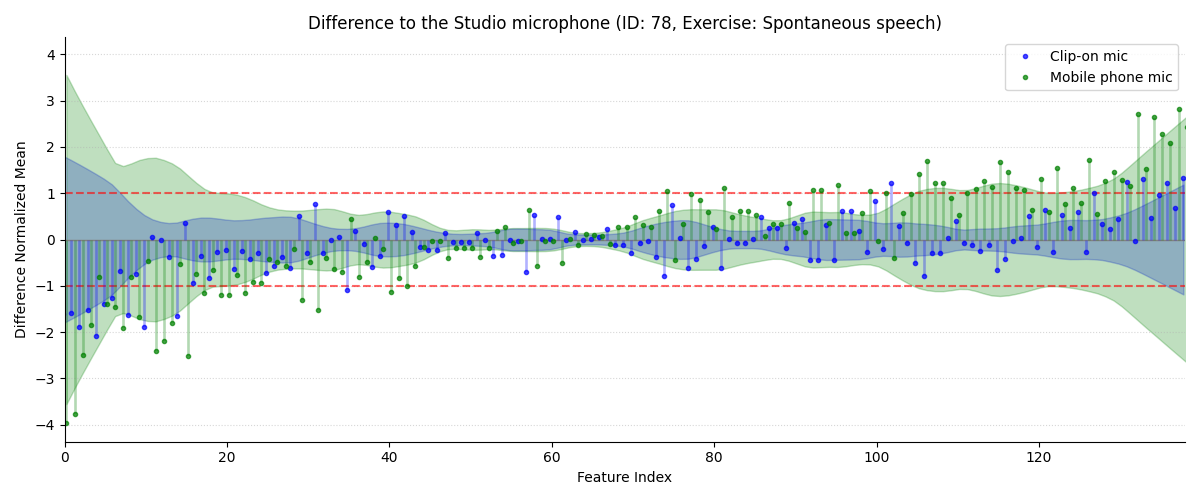 Difference to the Studio microphone (ID: 78, Exercise: Spontaneous speech)
Clip-on mic
Mobile phone mic
Difference Normalized Mean
4
3
2
1
0
−1
−2
−3
−4
0 20 40 60 80 100 120
Feature Index